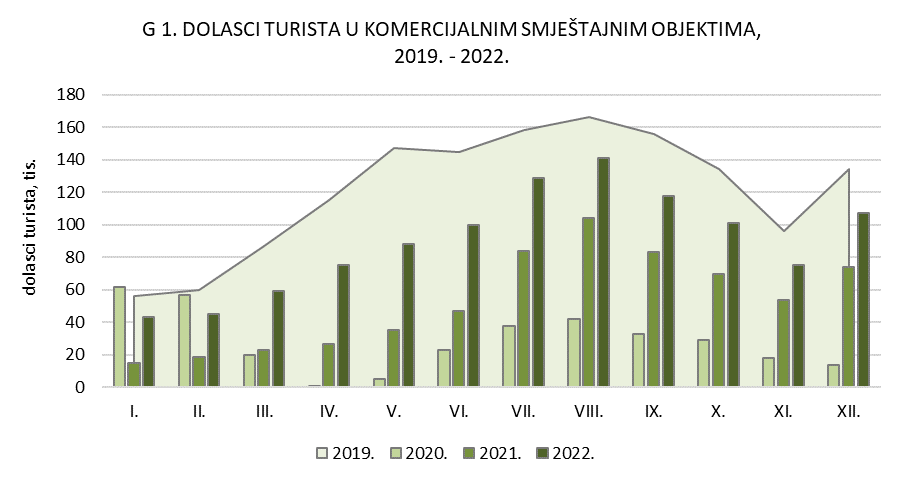 G 1. DOLASCI TURISTA U KOMERCIJALNIM SMJEŠTAJNIM OBJEKTIMA,
2019. - 2022.
dolasci turista, tis.
180
160
140
120
100
80
60
40
20
0
I. II. III. IV. V. VI. VII. VIII. IX. X. XI. XII.
2019. 2020. 2021. 2022.